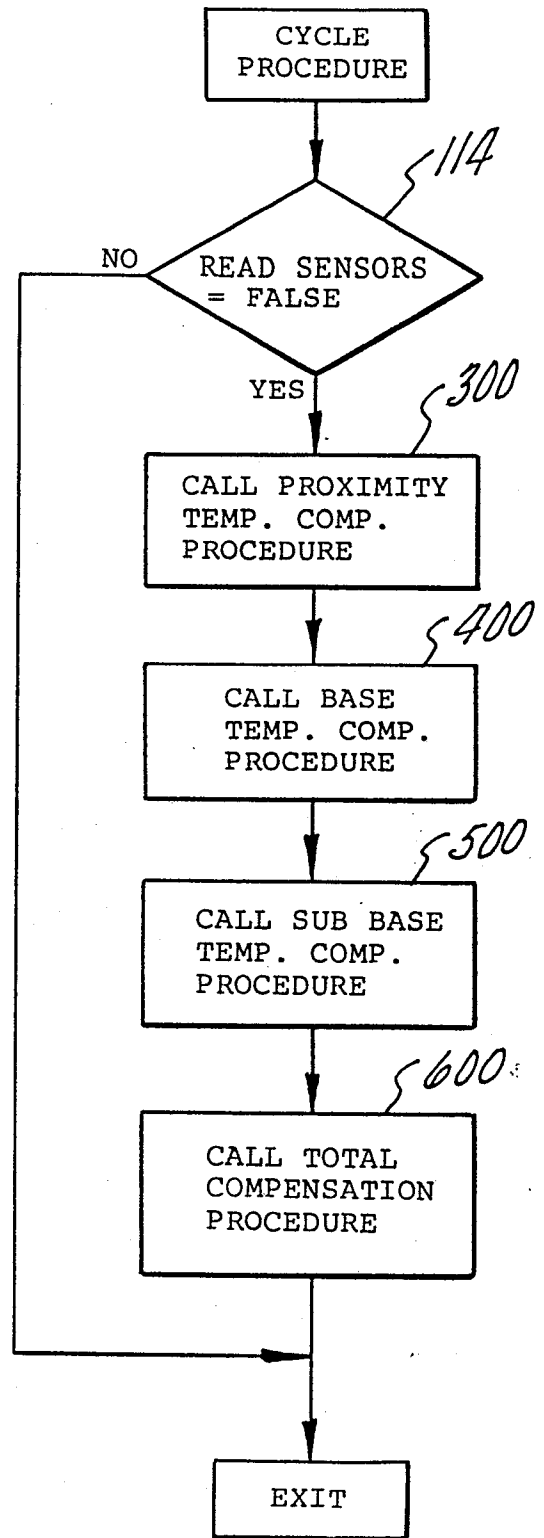 CYCLE
PROCEDURE
114
NO
READ SENSORS
= FALSE
YES
300
CALL PROXIMITY
TEMP. COMP.
PROCEDURE
400
CALL BASE
TEMP. COMP.
PROCEDURE
500
CALL SUB BASE
TEMP. COMP.
PROCEDURE
600
CALL TOTAL
COMPENSATION
PROCEDURE
EXIT